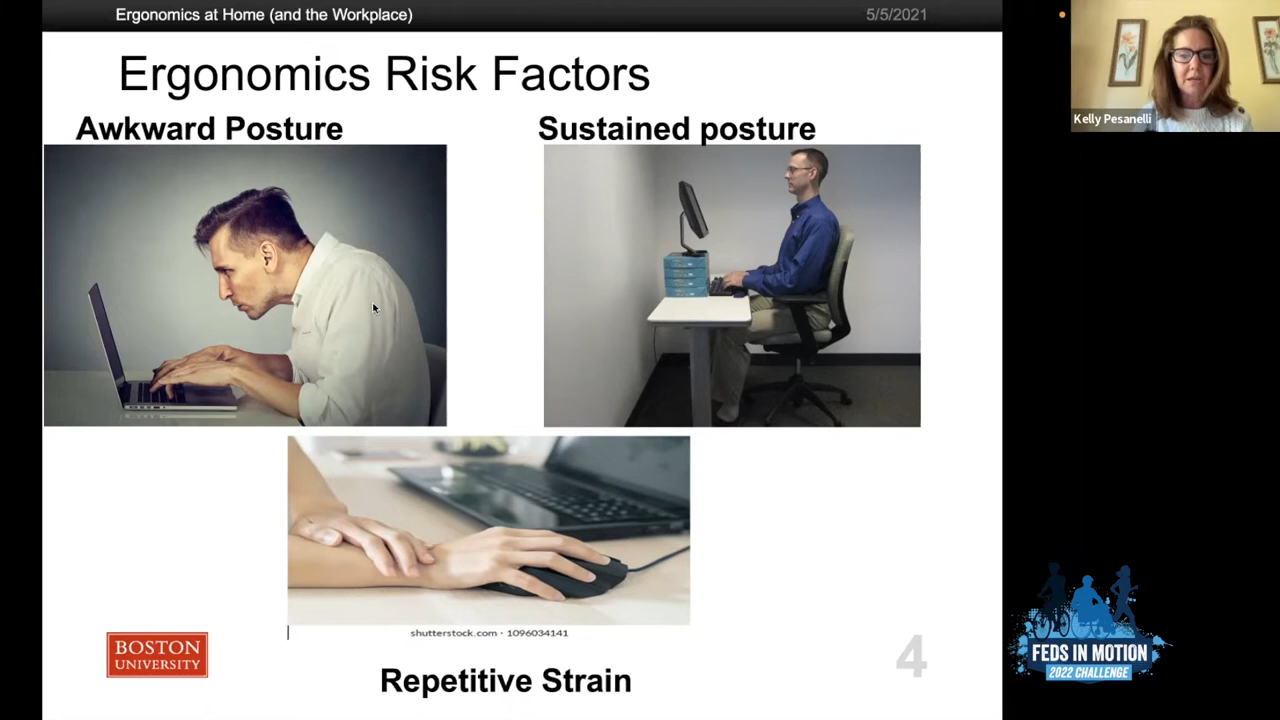 Ergonomics at Home (and the Workplace)
5/5/2021
Kelly Pesanelli
Ergonomics Risk Factors
Awkward Posture
Sustained posture
shutterstock.com · 1096034141
Repetitive Strain
BOSTON
UNIVERSITY
4
FEDS IN MOTION
2022 CHALLENGE